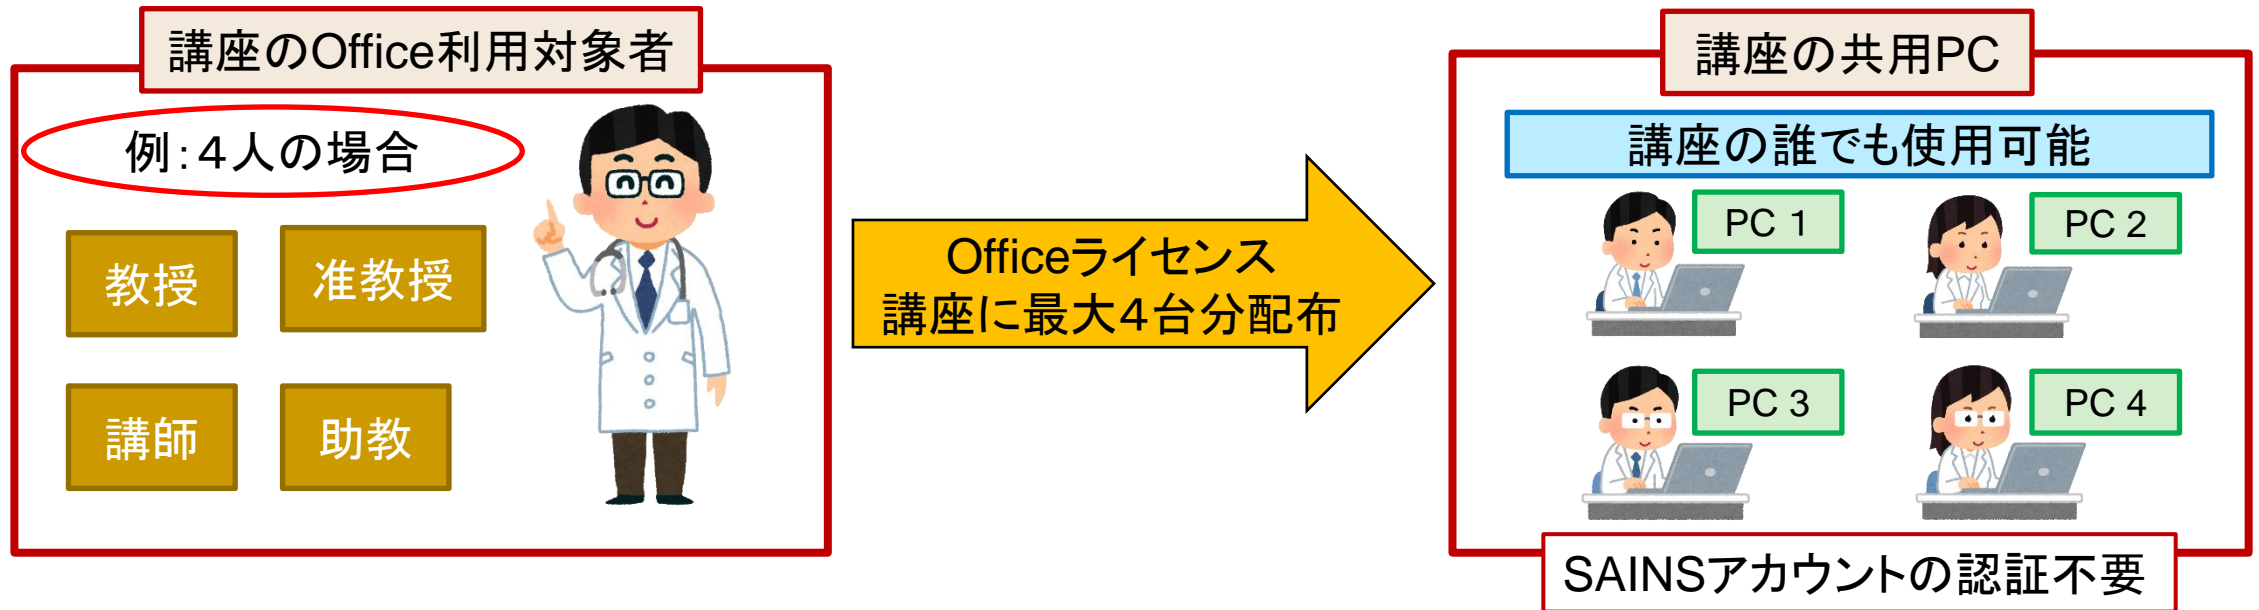 講座のOffice利用対象者
例：４人の場合
教授
准教授
講師
助教
Officeライセンス
講座に最大４台分配布
講座の共用PC
講座の誰でも使用可能
PC 1
PC 2
PC 3
PC 4
SAINSアカウントの認証不要